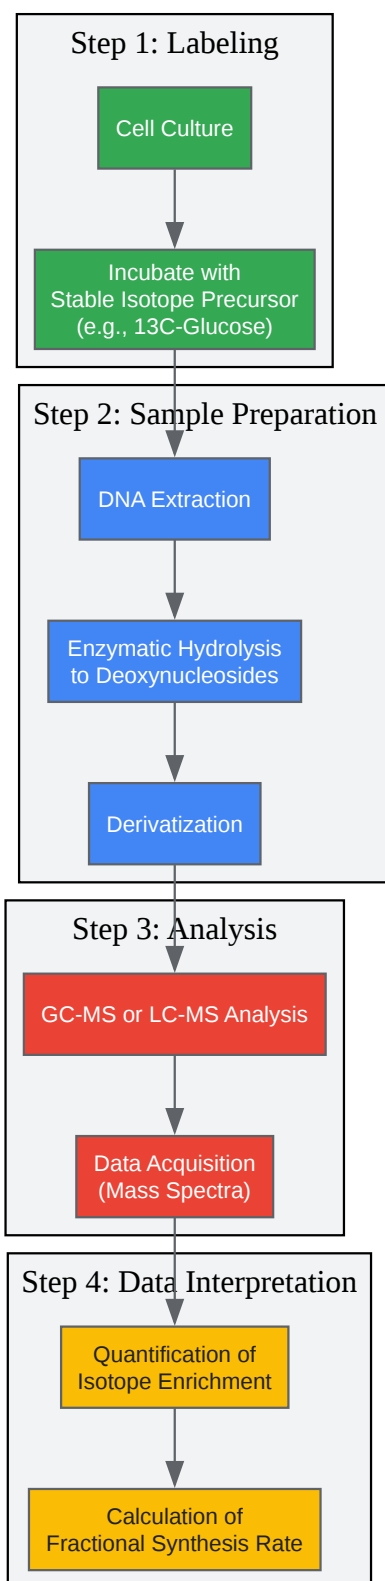 Step 1: Labeling
Cell Culture
Incubate with
Stable Isotope Precursor
(e.g., 13C-Glucose)
Step 2: Sample Preparation
DNA Extraction
Enzymatic Hydrolysis
to Deoxynucleosides
Derivatization
Step 3: Analysis
GC-MS or LC-MS Analysis
Data Acquisition
(Mass Spectra)
Step 4: Data Interpretation
Quantification of
Isotope Enrichment
Calculation of
Fractional Synthesis Rate